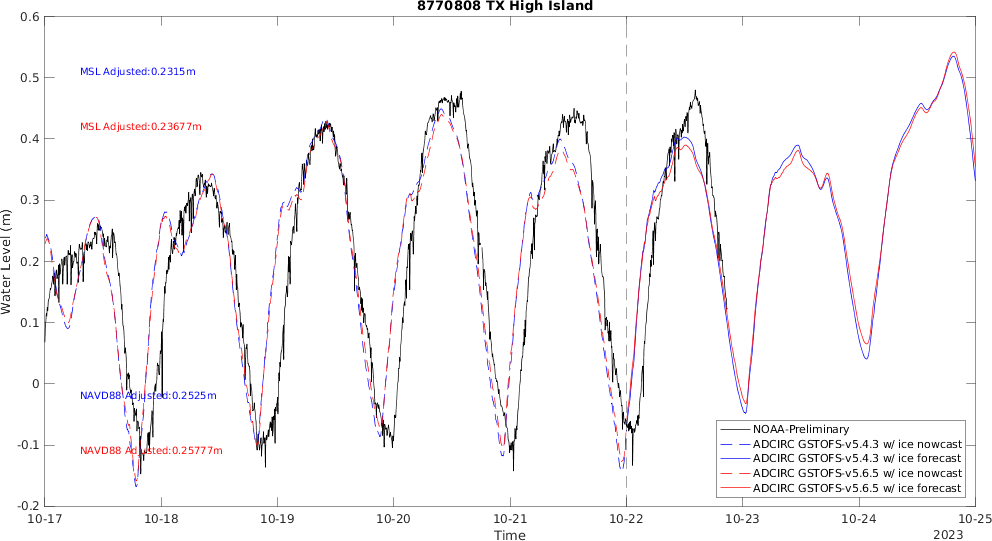 8770808 TX High Island
0.6
0.5
0.4
0.3
0.2
0.1
0
-0.1
-0.2
Water Level (m)
MSL Adjusted:0.2315m
MSL Adjusted:0.23677m
NAVD88 Adjusted:0.2525m
NAVD88 Adjusted:0.25777m
NOAA-Preliminary
ADCIRC GSTOFS-v5.4.3 w/ ice nowcast
ADCIRC GSTOFS-v5.4.3 w/ ice forecast
ADCIRC GSTOFS-v5.6.5 w/ ice nowcast
ADCIRC GSTOFS-v5.6.5 w/ ice forecast
10-17 10-18 10-19 10-20 10-21 10-22 10-23 10-24 10-25
Time
2023